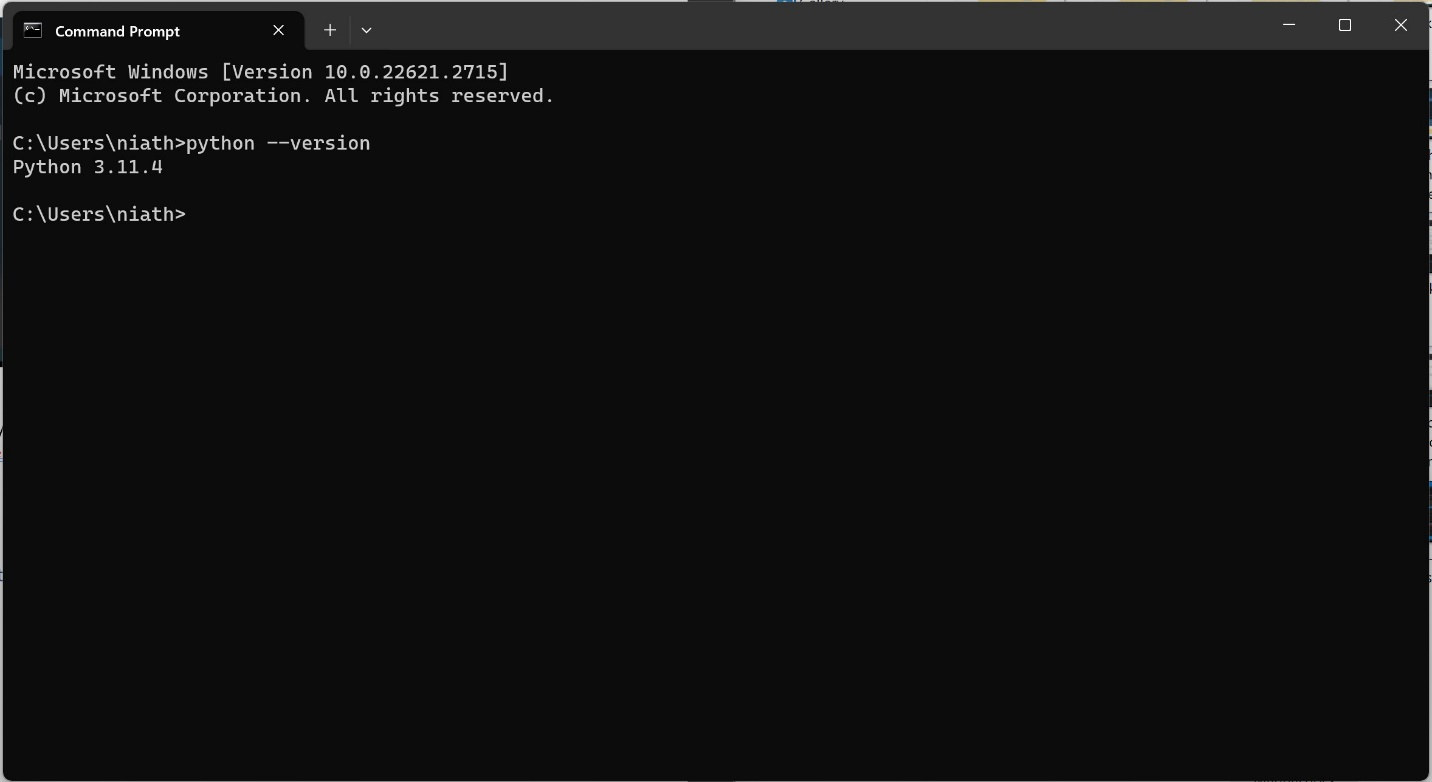 Command Prompt
Microsoft Windows [Version 10.0.22621.2715]
(c) Microsoft Corporation. All rights reserved.
C:\Users\niath>python --version
Python 3.11.4
C:\Users\niath>